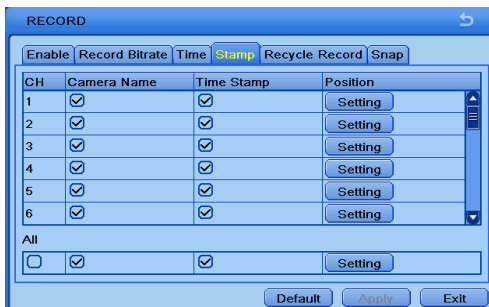 RECORD
Enable Record Bitrate Time Stamp Recycle Record Snap
CH Camera Name Time Stamp Position
1 Setting
2 Setting
3 Setting
4 Setting
5 Setting
6 Setting
All
Setting
Default Apply Exit